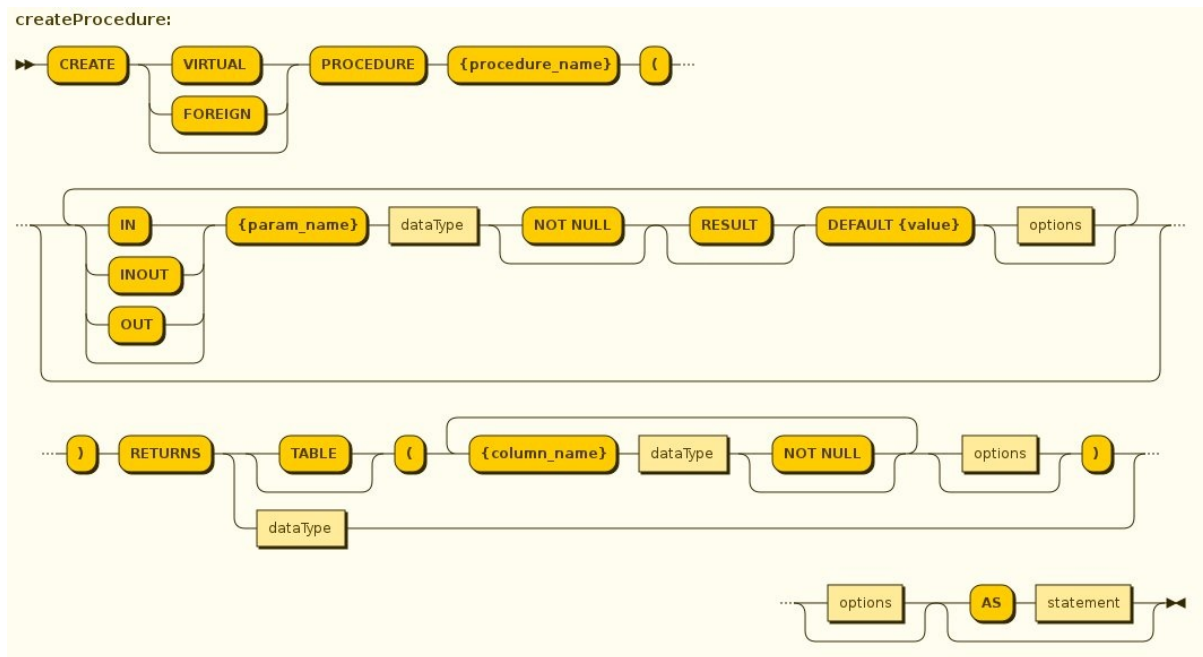 createProcedure:
CREATE VIRTUAL PROCEDURE {procedure_name} (
FOREIGN
IN {param_name} dataType NOT NULL RESULT DEFAULT {value} options
INOUT
OUT
) RETURNS TABLE ( {column_name} dataType NOT NULL options )
dataType
options AS statement